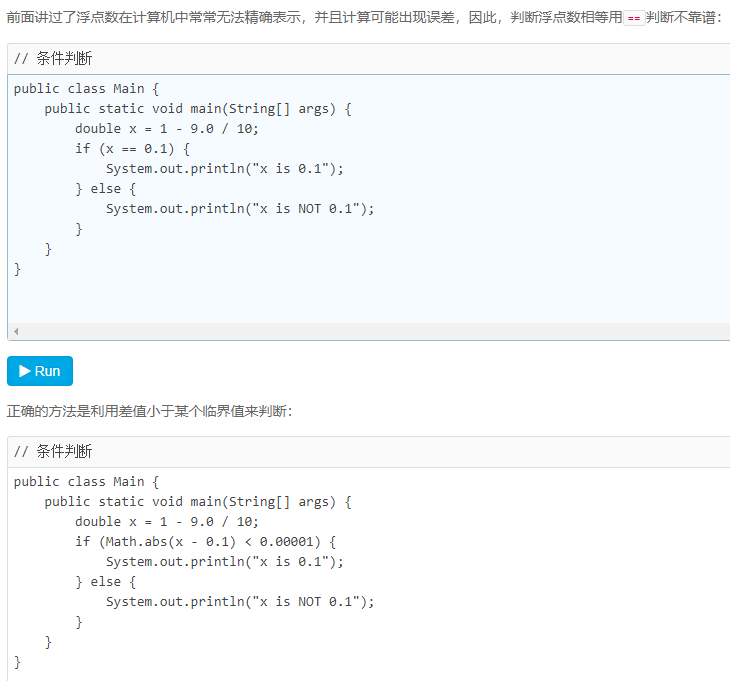 前面讲过了浮点数在计算机中常常无法精确表示，并且计算可能出现误差，因此，判断浮点数相等用==判断不靠谱：
// 条件判断
public class Main {
    public static void main(String[] args) {
        double x = 1 - 9.0 / 10;
        if (x == 0.1) {
            System.out.println("x is 0.1");
        } else {
            System.out.println("x is NOT 0.1");
        }
    }
}
Run
正确的方法是利用差值小于某个临界值来判断：
// 条件判断
public class Main {
    public static void main(String[] args) {
        double x = 1 - 9.0 / 10;
        if (Math.abs(x - 0.1) < 0.00001) {
            System.out.println("x is 0.1");
        } else {
            System.out.println("x is NOT 0.1");
        }
    }
}